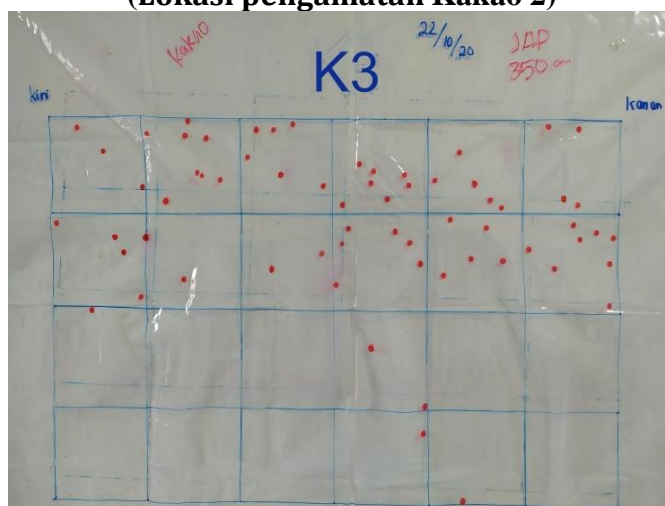 (Lokasi pengamatan Kakao 2)
Kakao
22/10/20
JAP
350 cm
K3
kiri
kanan